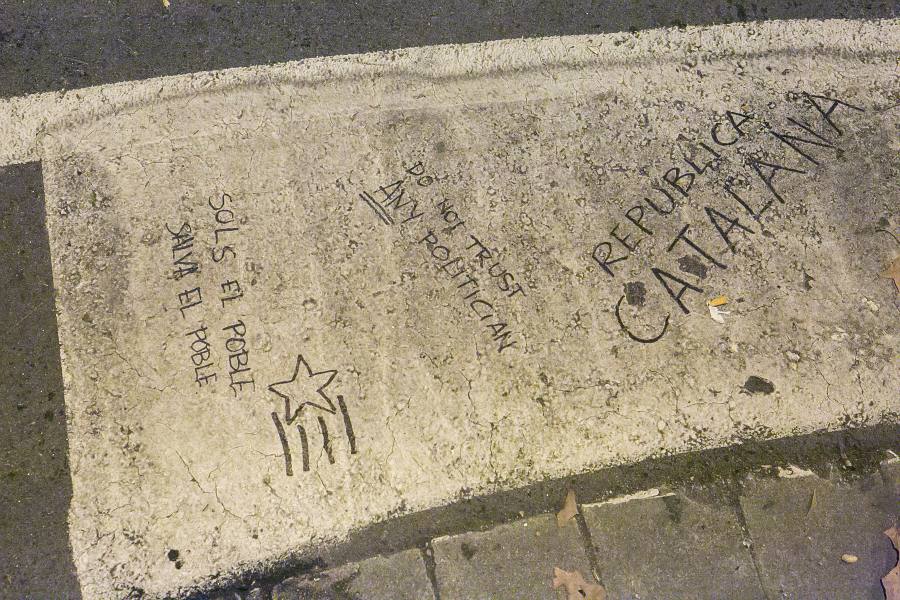 SOLS EL POBLE
SALVA EL POBLE
DO NOT TRUST
ANY POLITICIAN
REPUBLICA
CATALANA